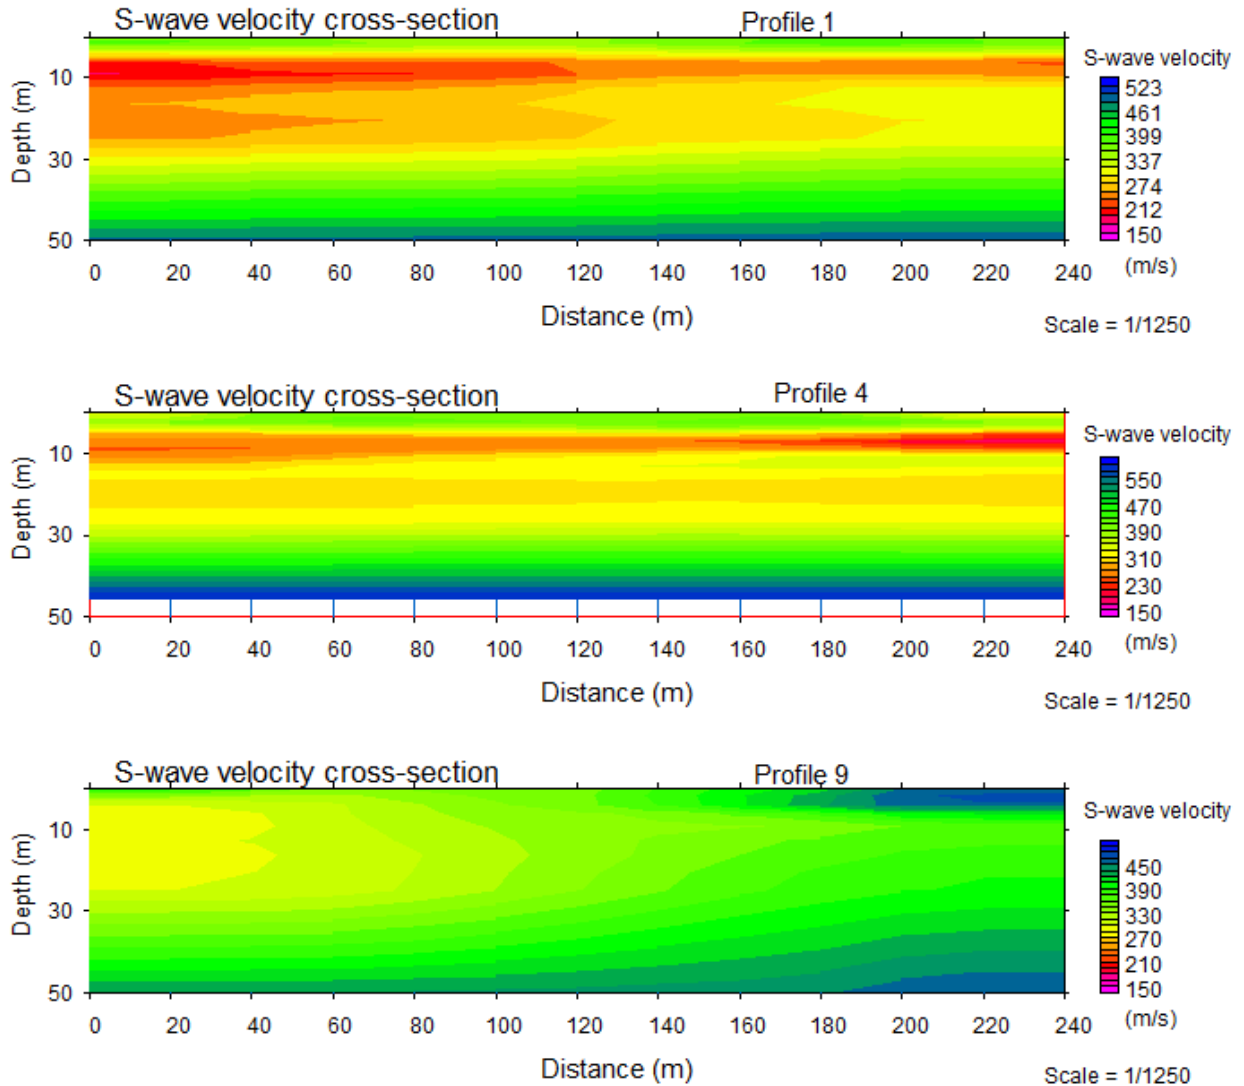 S-wave velocity cross-section Profile 1
S-wave velocity
523
461
399
337
274
212
150
(m/s)
Depth (m)
10
30
50
0 20 40 60 80 100 120 140 160 180 200 220 240
Distance (m)
Scale = 1/1250
S-wave velocity cross-section Profile 4
S-wave velocity
550
470
390
310
230
150
(m/s)
Depth (m)
10
30
50
0 20 40 60 80 100 120 140 160 180 200 220 240
Distance (m)
Scale = 1/1250
S-wave velocity cross-section Profile 9
S-wave velocity
450
390
330
270
210
150
(m/s)
Depth (m)
10
30
50
0 20 40 60 80 100 120 140 160 180 200 220 240
Distance (m)
Scale = 1/1250